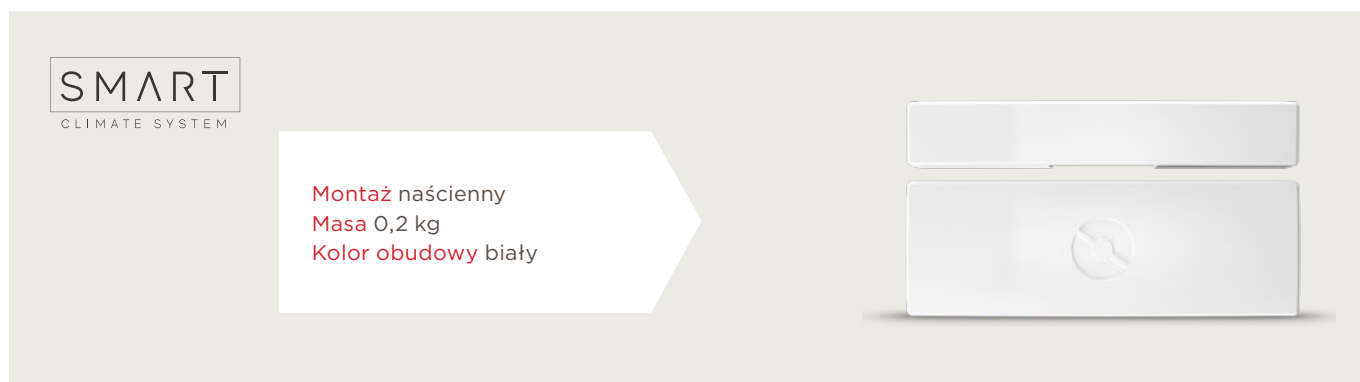 SMART
CLIMATE SYSTEM
Montaż naścienny
Masa 0,2 kg
Kolor obudowy biały